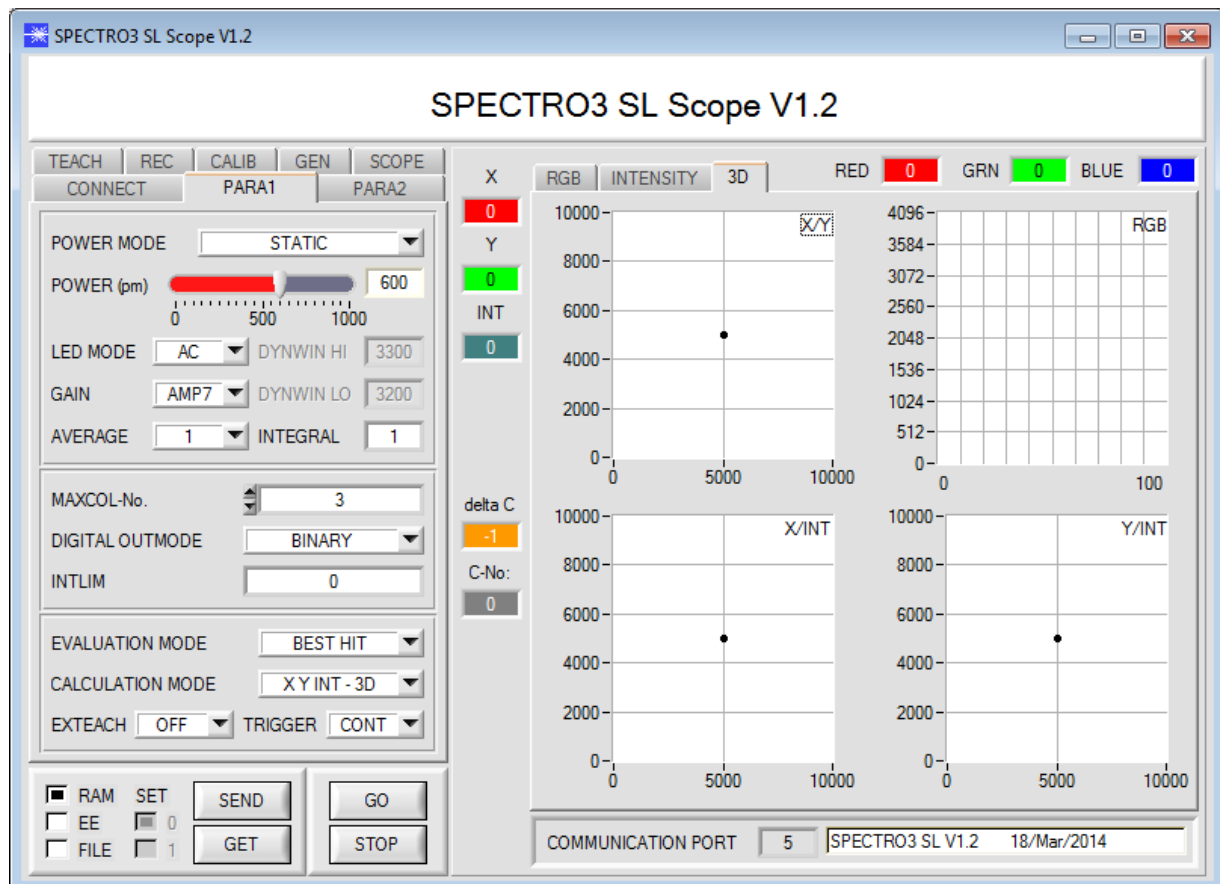 SPECTRO3 SL Scope V1.2
SPECTRO3 SL Scope V1.2
TEACH REC CALIB GEN SCOPE
CONNECT PARA1 PARA2
POWER MODE STATIC
POWER (pm) 600
0 500 1000
LED MODE AC DYNWIN HI 3300
GAIN AMP7 DYNWIN LO 3200
AVERAGE 1 INTEGRAL 1
MAXCOL-No. 3
DIGITAL OUTMODE BINARY
INTLIM 0
EVALUATION MODE BEST HIT
CALCULATION MODE X Y INT - 3D
EXTEACH OFF TRIGGER CONT
RAM SET SEND GO
EE 0
FILE 1 GET STOP
X
0
Y
0
INT
0
delta C
-1
C-No:
0
RGB INTENSITY 3D RED 0 GRN 0 BLUE 0
X/Y
10000
8000
6000
4000
2000
0
0 5000 10000
RGB
4096
3584
3072
2560
2048
1536
1024
512
0
0 100
X/INT
10000
8000
6000
4000
2000
0
0 5000 10000
Y/INT
10000
8000
6000
4000
2000
0
0 5000 10000
COMMUNICATION PORT 5 SPECTRO3 SL V1.2 18/Mar/2014